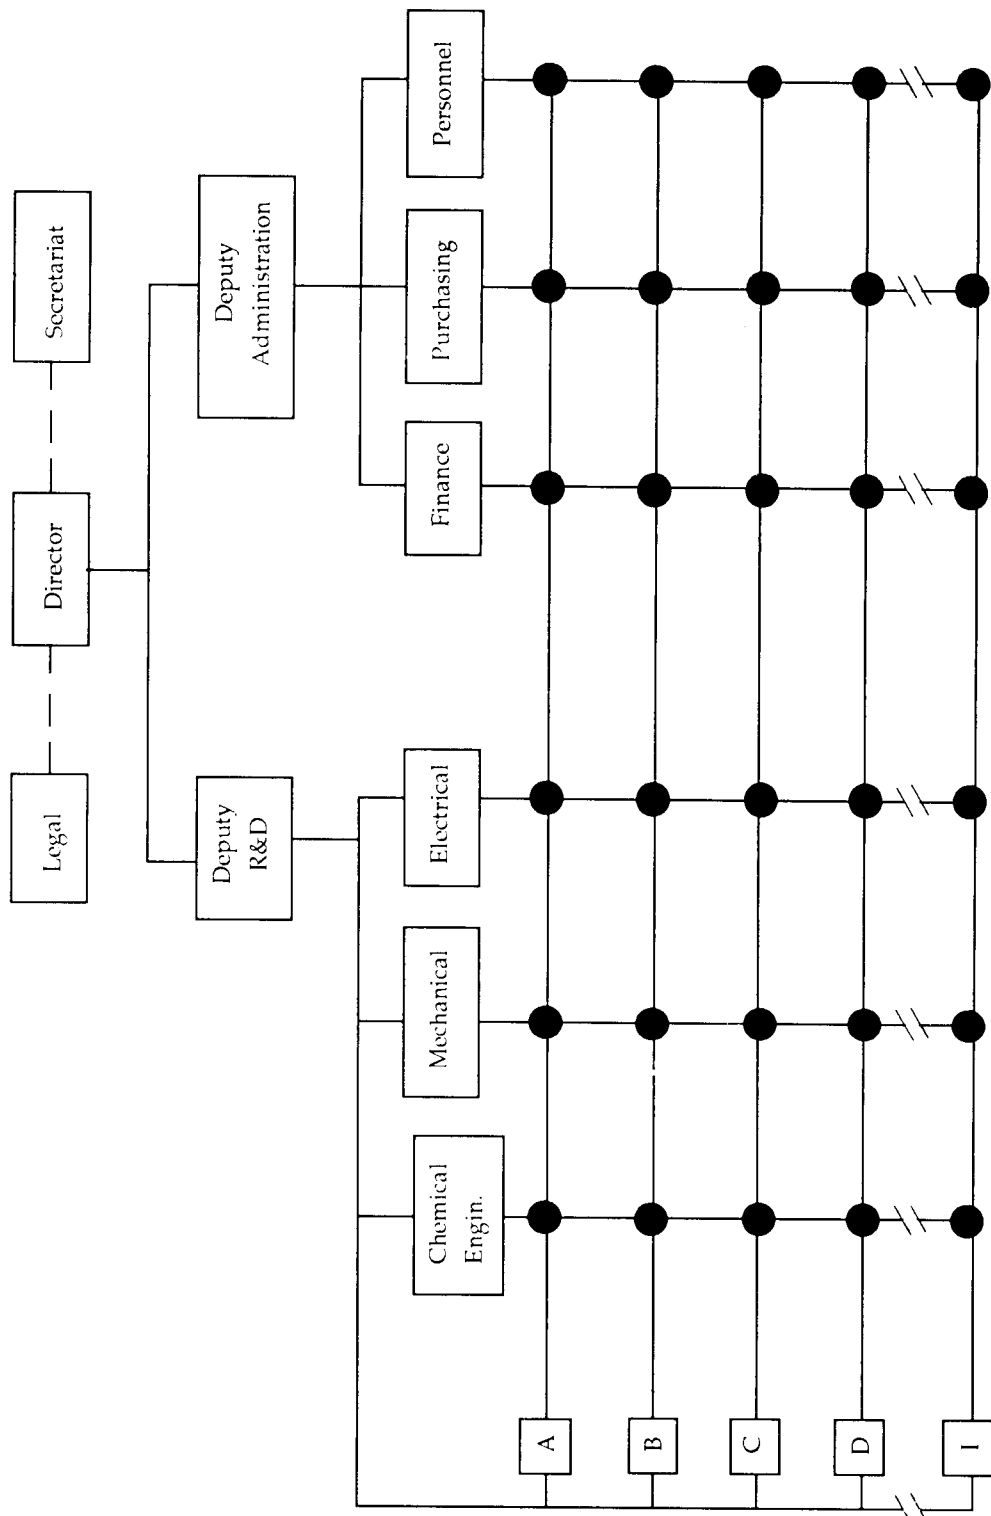 Legal
Director
Secretariat
Deputy
R&D
Deputy
Administration
Chemical
Engin.
Mechanical
Electrical
Finance
Purchasing
Personnel
A
B
C
D
I